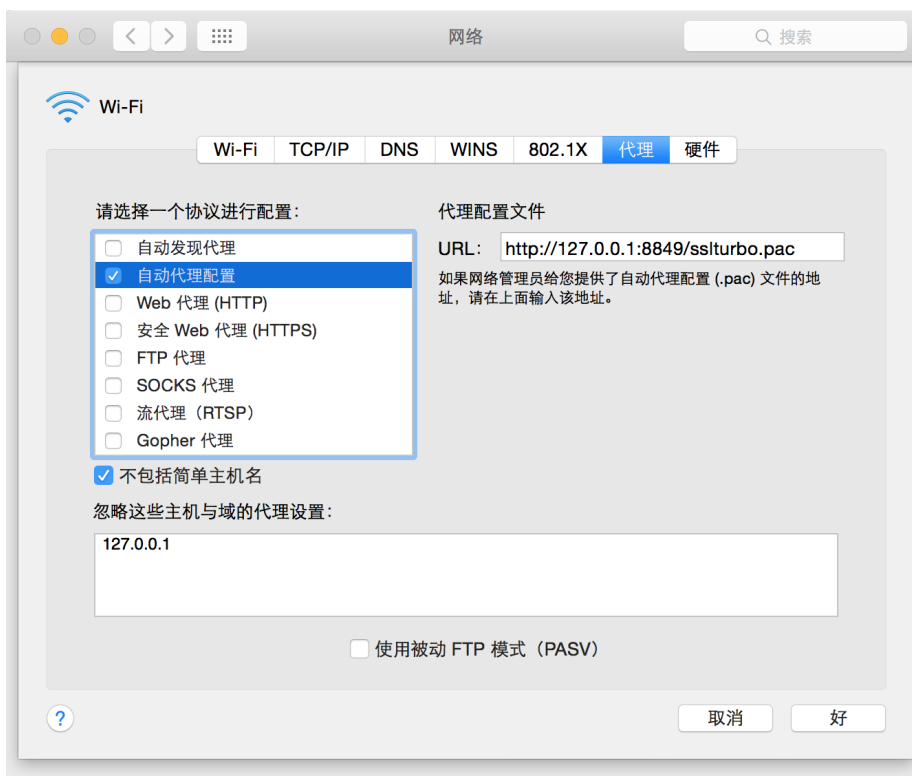 网络
搜索
Wi-Fi
Wi-Fi TCP/IP DNS WINS 802.1X 代理 硬件
请选择一个协议进行配置：
自动发现代理
自动代理配置
Web 代理 (HTTP)
安全 Web 代理 (HTTPS)
FTP 代理
SOCKS 代理
流代理（RTSP）
Gopher 代理
不包括简单主机名
代理配置文件
URL： http://127.0.0.1:8849/sslturbo.pac
如果网络管理员给您提供了自动代理配置 (.pac) 文件的地
址，请在上面输入该地址。
忽略这些主机与域的代理设置：
127.0.0.1
使用被动 FTP 模式（PASV）
?
取消
好